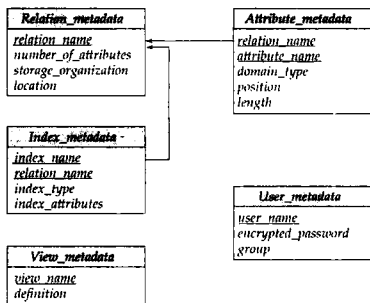 Relation_metadata
relation_name
number_of_attributes
storage_organization
location
Attribute_metadata
relation_name
attribute_name
domain_type
position
length
Index_metadata
index_name
relation_name
index_type
index_attributes
User_metadata
user_name
encrypted_password
group
View_metadata
view_name
definition